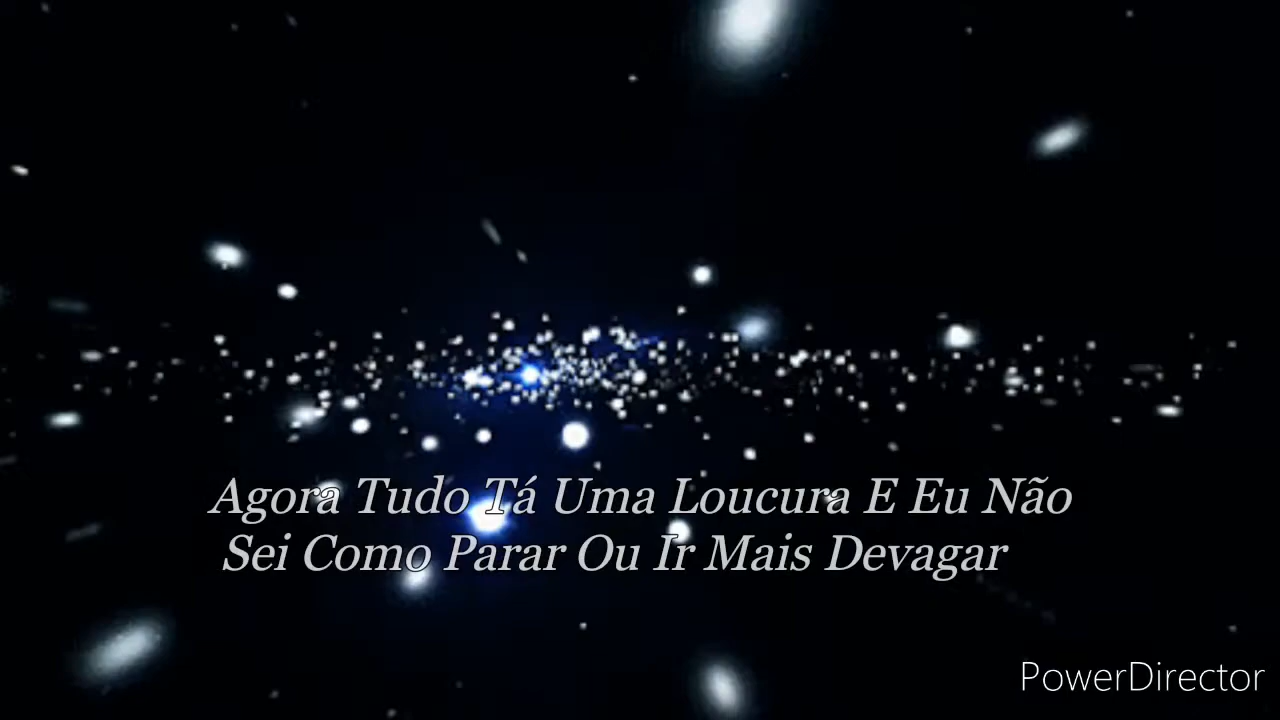 Agora Tudo Tá Uma Loucura E Eu Não
Sei Como Parar Ou Ir Mais Devagar
PowerDirector